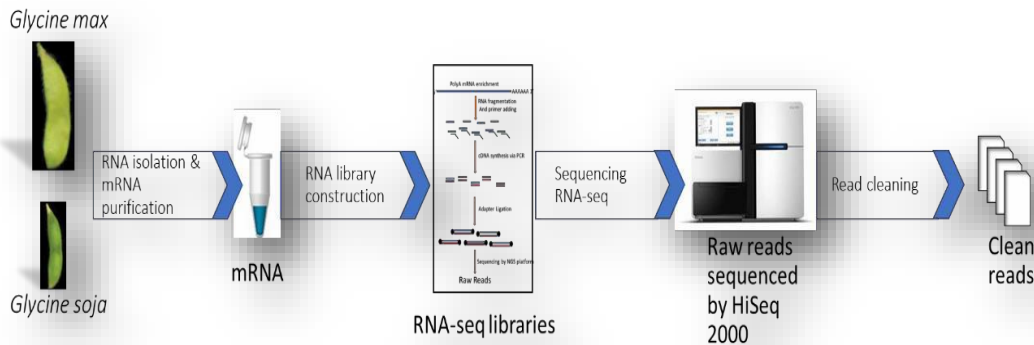 Glycine max
RNA isolation &
mRNA
purification
Glycine soja
mRNA
RNA library
construction
PolyA mRNA enrichment
AAAAAA 3'
RNA fragmentation
And primer adding
cDNA synthesis via PCR
Adapter Ligation
Sequencing by NGS platform
Raw Reads
RNA-seq libraries
Sequencing
RNA-seq
Raw reads
sequenced
by HiSeq
2000
Read cleaning
Clean
reads